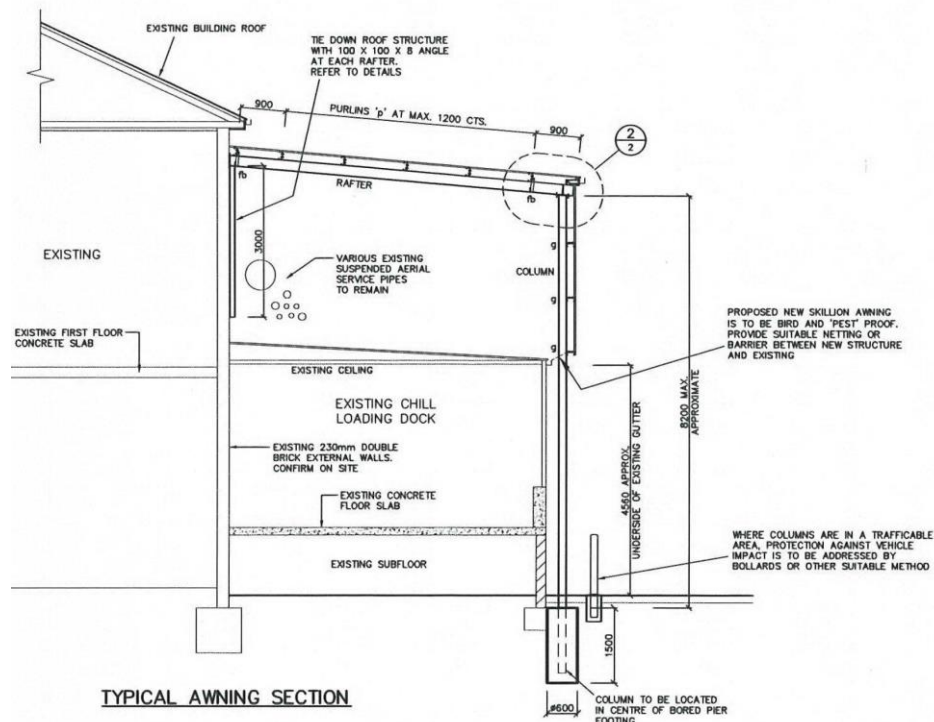 EXISTING BUILDING ROOF
TIE DOWN ROOF STRUCTURE
WITH 100 X 100 X 8 ANGLE
AT EACH RAFTER.
REFER TO DETAILS
900
PURLINS 'p' AT MAX. 1200 CTS.
900
2
2
fb
RAFTER
fb
3000
EXISTING
VARIOUS EXISTING
SUSPENDED AERIAL
SERVICE PIPES
TO REMAIN
g
COLUMN
g
g
PROPOSED NEW SKILLION AWNING
IS TO BE BIRD AND 'PEST' PROOF.
PROVIDE SUITABLE NETTING OR
BARRIER BETWEEN NEW STRUCTURE
AND EXISTING
EXISTING FIRST FLOOR
CONCRETE SLAB
EXISTING CEILING
EXISTING CHILL
LOADING DOCK
8200 MAX.
APPROXIMATE
4560 APPROX.
UNDERSIDE OF EXISTING GUTTER
EXISTING 230mm DOUBLE
BRICK EXTERNAL WALLS.
CONFIRM ON SITE
EXISTING CONCRETE
FLOOR SLAB
EXISTING SUBFLOOR
WHERE COLUMNS ARE IN A TRAFFICABLE
AREA, PROTECTION AGAINST VEHICLE
IMPACT IS TO BE ADDRESSED BY
BOLLARDS OR OTHER SUITABLE METHOD
1500
ø600
COLUMN TO BE LOCATED
IN CENTRE OF BORED PIER
FOOTING
TYPICAL AWNING SECTION